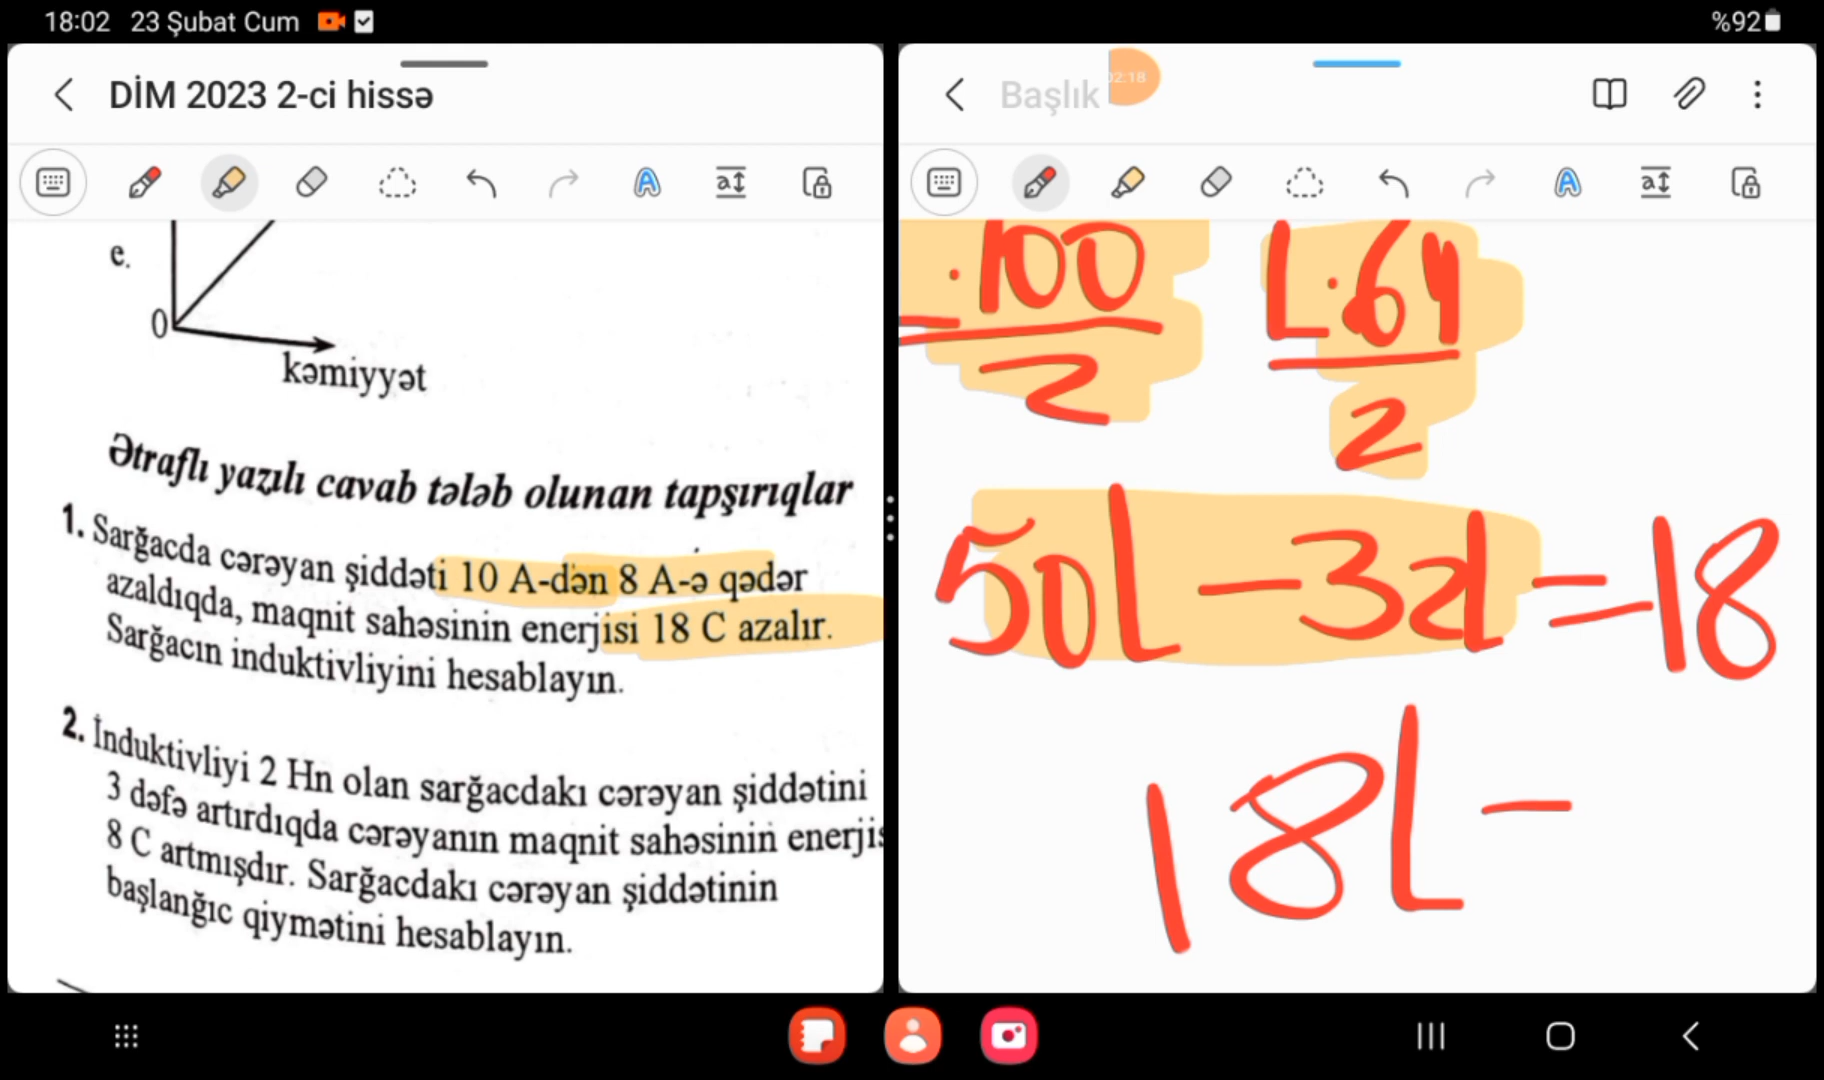 18:02 23 Şubat Cum
%92
DİM 2023 2-ci hissə
e.
0
kəmiyyət
Ətraflı yazılı cavab tələb olunan tapşırıqlar
1. Sarğacda cərəyan şiddəti 10 A-dən 8 A-ə qədər
azaldıqda, maqnit sahəsinin enerjisi 18 C azalır.
Sarğacın induktivliyini hesablayın.
2. İnduktivliyi 2 Hn olan sarğacdakı cərəyan şiddətini
3 dəfə artırdıqda cərəyanın maqnit sahəsinin enerjis
8 C artmışdır. Sarğacdakı cərəyan şiddətinin
başlanğıc qiymətini hesablayın.
Başlık
02:18
.100 L.64
2 2
50L-32L=18
18L-